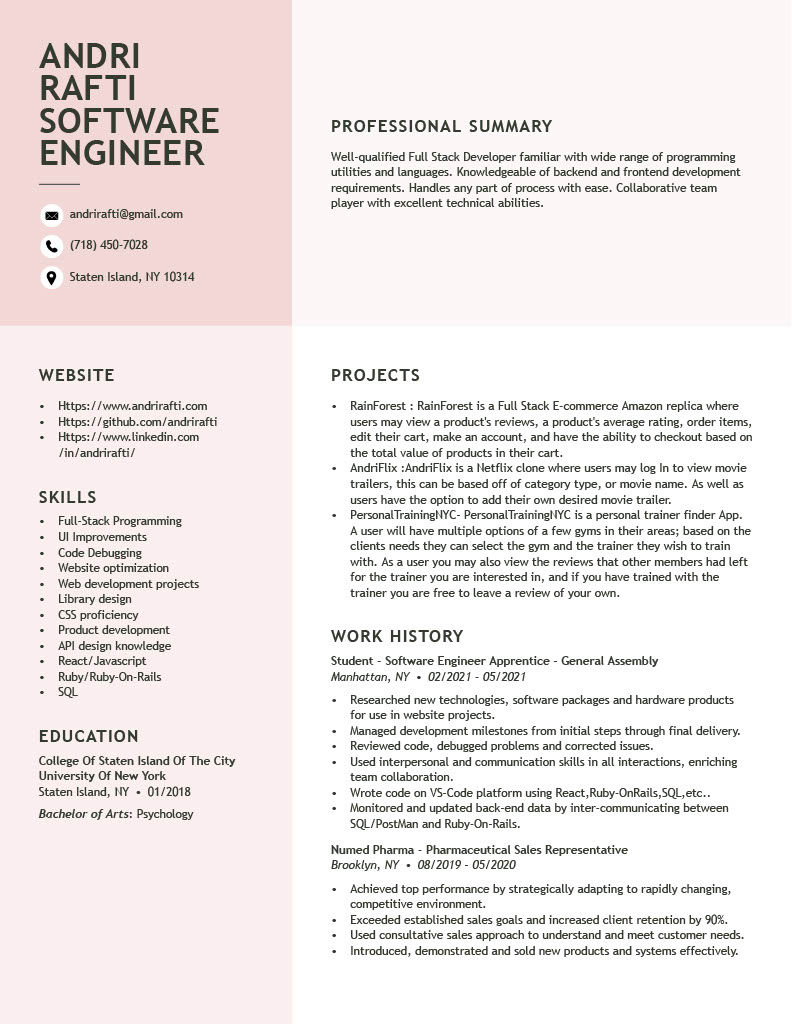 ANDRI
RAFTI
SOFTWARE
ENGINEER
andrirafti@gmail.com
(718) 450-7028
Staten Island, NY 10314
PROFESSIONAL SUMMARY
Well-qualified Full Stack Developer familiar with wide range of programming
utilities and languages. Knowledgeable of backend and frontend development
requirements. Handles any part of process with ease. Collaborative team
player with excellent technical abilities.
WEBSITE
• Https://www.andrirafti.com
• Https://github.com/andrirafti
• Https://www.linkedin.com
/in/andrirafti/
SKILLS
• Full-Stack Programming
• UI Improvements
• Code Debugging
• Website optimization
• Web development projects
• Library design
• CSS proficiency
• Product development
• API design knowledge
• React/Javascript
• Ruby/Ruby-On-Rails
• SQL
EDUCATION
College Of Staten Island Of The City
University Of New York
Staten Island, NY • 01/2018
Bachelor of Arts: Psychology
PROJECTS
• RainForest : RainForest is a Full Stack E-commerce Amazon replica where
users may view a product's reviews, a product's average rating, order items,
edit their cart, make an account, and have the ability to checkout based on
the total value of products in their cart.
• AndriFlix :AndriFlix is a Netflix clone where users may log In to view movie
trailers, this can be based off of category type, or movie name. As well as
users have the option to add their own desired movie trailer.
• PersonalTrainingNYC- PersonalTrainingNYC is a personal trainer finder App.
A user will have multiple options of a few gyms in their areas; based on the
clients needs they can select the gym and the trainer they wish to train
with. As a user you may also view the reviews that other members had left
for the trainer you are interested in, and if you have trained with the
trainer you are free to leave a review of your own.
WORK HISTORY
Student - Software Engineer Apprentice - General Assembly
Manhattan, NY • 02/2021 - 05/2021
• Researched new technologies, software packages and hardware products
for use in website projects.
• Managed development milestones from initial steps through final delivery.
• Reviewed code, debugged problems and corrected issues.
• Used interpersonal and communication skills in all interactions, enriching
team collaboration.
• Wrote code on VS-Code platform using React,Ruby-OnRails,SQL,etc..
• Monitored and updated back-end data by inter-communicating between
SQL/PostMan and Ruby-On-Rails.
Numed Pharma - Pharmaceutical Sales Representative
Brooklyn, NY • 08/2019 - 05/2020
• Achieved top performance by strategically adapting to rapidly changing,
competitive environment.
• Exceeded established sales goals and increased client retention by 90%.
• Used consultative sales approach to understand and meet customer needs.
• Introduced, demonstrated and sold new products and systems effectively.